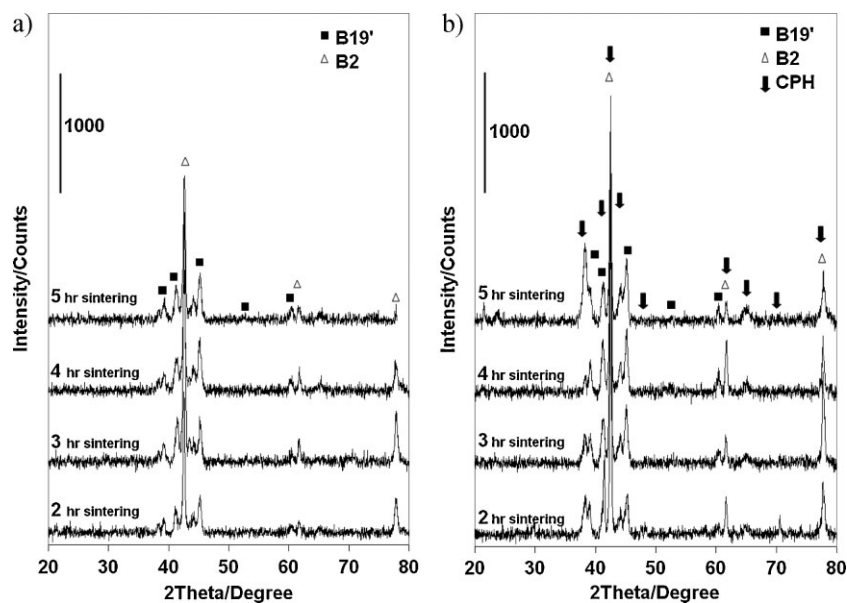 a)
■ B19'
△ B2
1000
Intensity/Counts
5 hr sintering
4 hr sintering
3 hr sintering
2 hr sintering
20 30 40 50 60 70 80
2Theta/Degree
b)
■ B19'
△ B2
CPH
1000
Intensity/Counts
5 hr sintering
4 hr sintering
3 hr sintering
2 hr sintering
20 30 40 50 60 70 80
2Theta/Degree